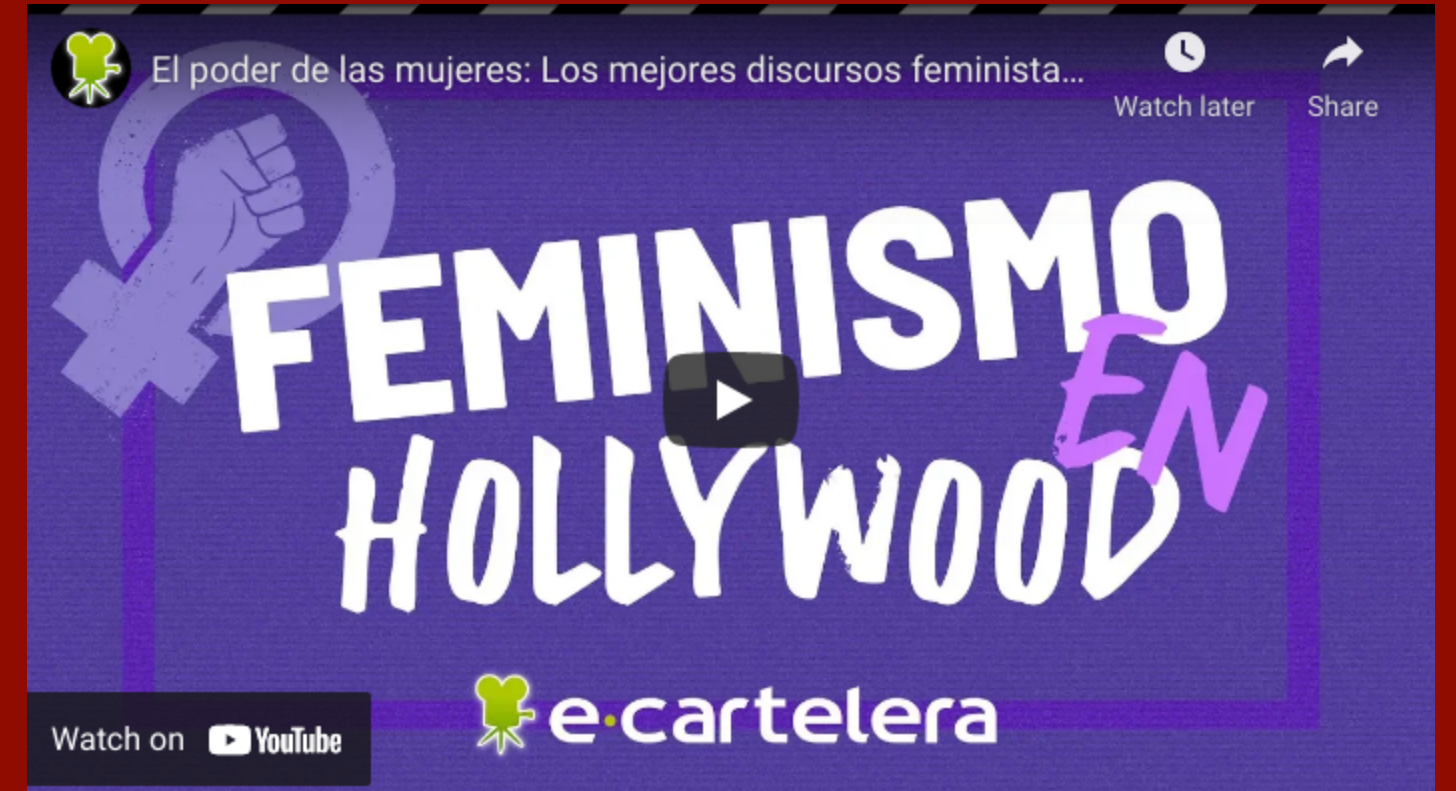 El poder de las mujeres: Los mejores discursos feminista...
Watch later
Share
FEMINISMO
EN
HOLLYWOOD
e·cartelera
Watch on YouTube